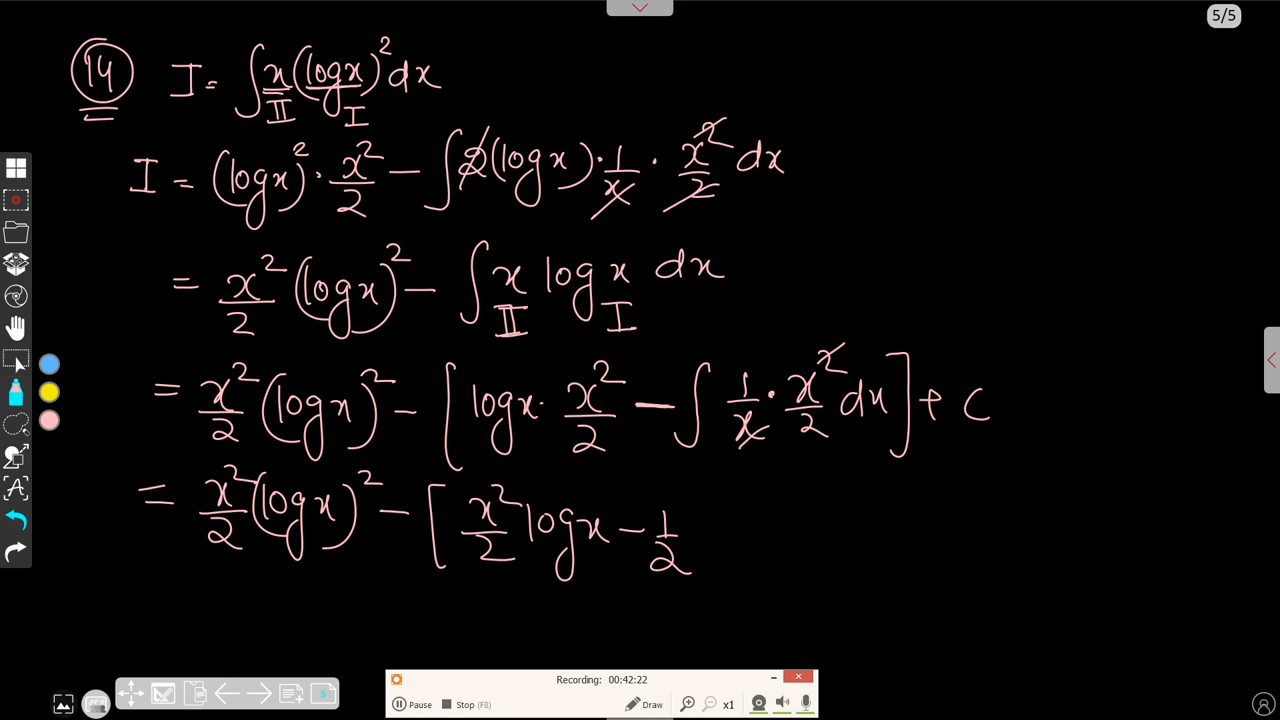 5/5
14 I = ∫ x (log x)² dx
II I
I = (log x)² · x²/2 − ∫ 2(log x) · 1/x · x²/2 dx
= x²/2 (log x)² − ∫ x log x dx
II I
= x²/2 (log x)² − [log x · x²/2 − ∫ 1/x · x²/2 dx] + C
= x²/2 (log x)² − [x²/2 log x − 1/2
Recording: 00:42:22
Pause Stop (F8) Draw x1
5